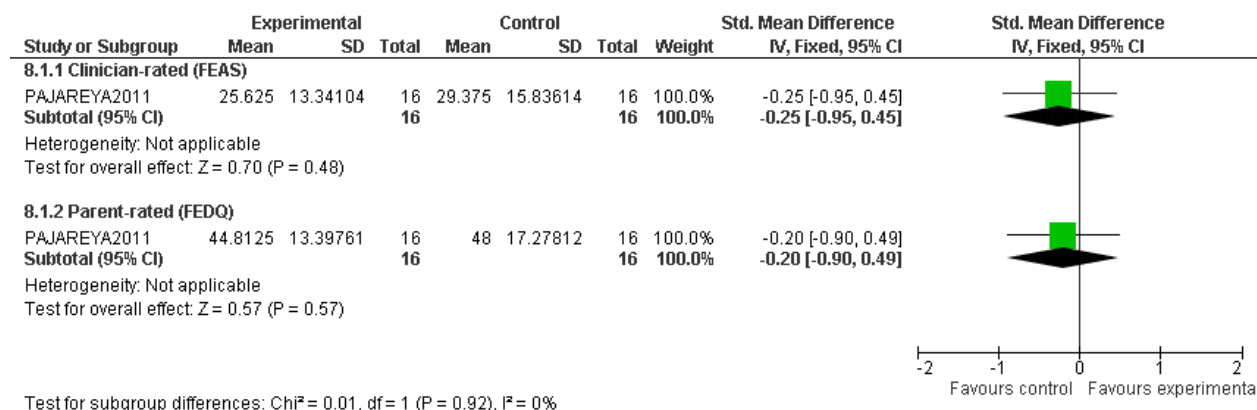 Experimental Control Std. Mean Difference Std. Mean Difference
Study or Subgroup Mean SD Total Mean SD Total Weight IV, Fixed, 95% CI IV, Fixed, 95% CI
8.1.1 Clinician-rated (FEAS)
PAJAREYA2011 25.625 13.34104 16 29.375 15.83614 16 100.0% -0.25 [-0.95, 0.45]
Subtotal (95% CI) 16 16 100.0% -0.25 [-0.95, 0.45]
Heterogeneity: Not applicable
Test for overall effect: Z = 0.70 (P = 0.48)
8.1.2 Parent-rated (FEDQ)
PAJAREYA2011 44.8125 13.39761 16 48 17.27812 16 100.0% -0.20 [-0.90, 0.49]
Subtotal (95% CI) 16 16 100.0% -0.20 [-0.90, 0.49]
Heterogeneity: Not applicable
Test for overall effect: Z = 0.57 (P = 0.57)
-2 -1 0 1 2
Favours control Favours experimenta
Test for subgroup differences: Chi² = 0.01, df = 1 (P = 0.92), I² = 0%